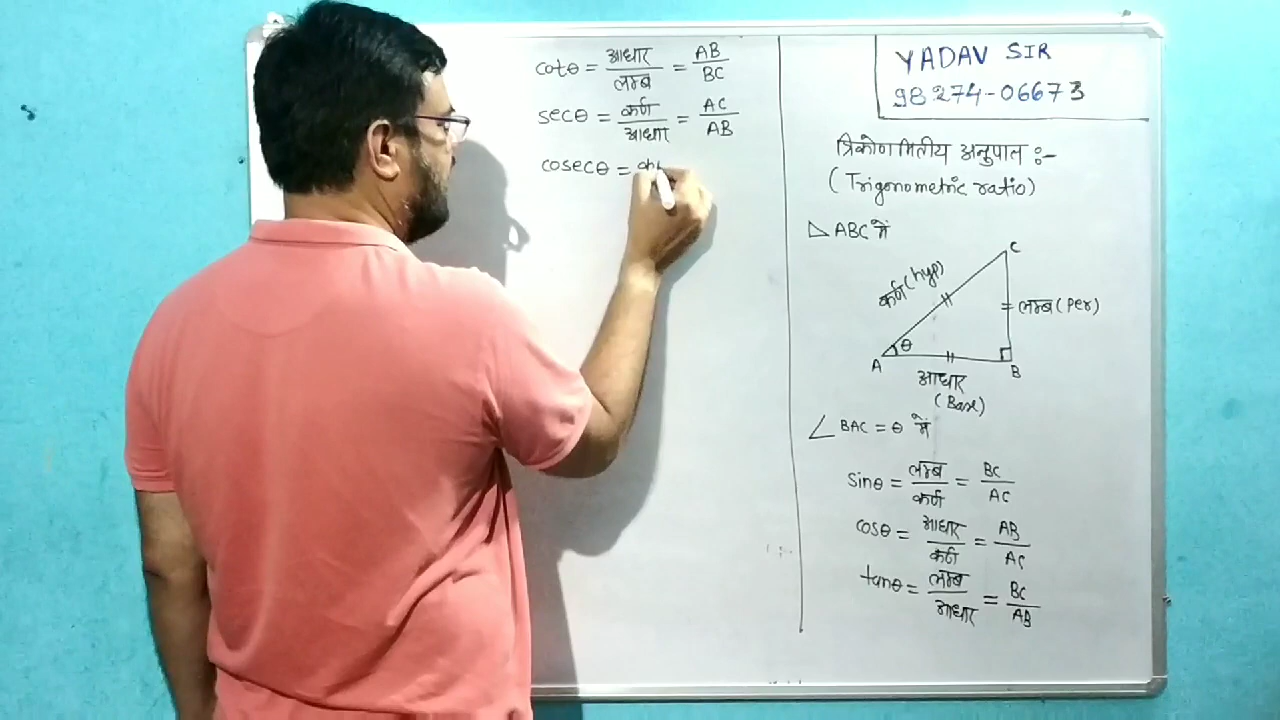 YADAV SIR
98274-06673
त्रिकोणमितीय अनुपात :-
(Trigonometric ratio)
◺ABC में
C
कर्ण (hyp)
लम्ब (Per)
θ
A
B
आधार
(Base)
∠BAC = θ में
sinθ = लम्ब/कर्ण = BC/AC
cosθ = आधार/कर्ण = AB/AC
tanθ = लम्ब/आधार = BC/AB
cotθ = आधार/लम्ब = AB/BC
secθ = कर्ण/आधार = AC/AB
cosecθ =